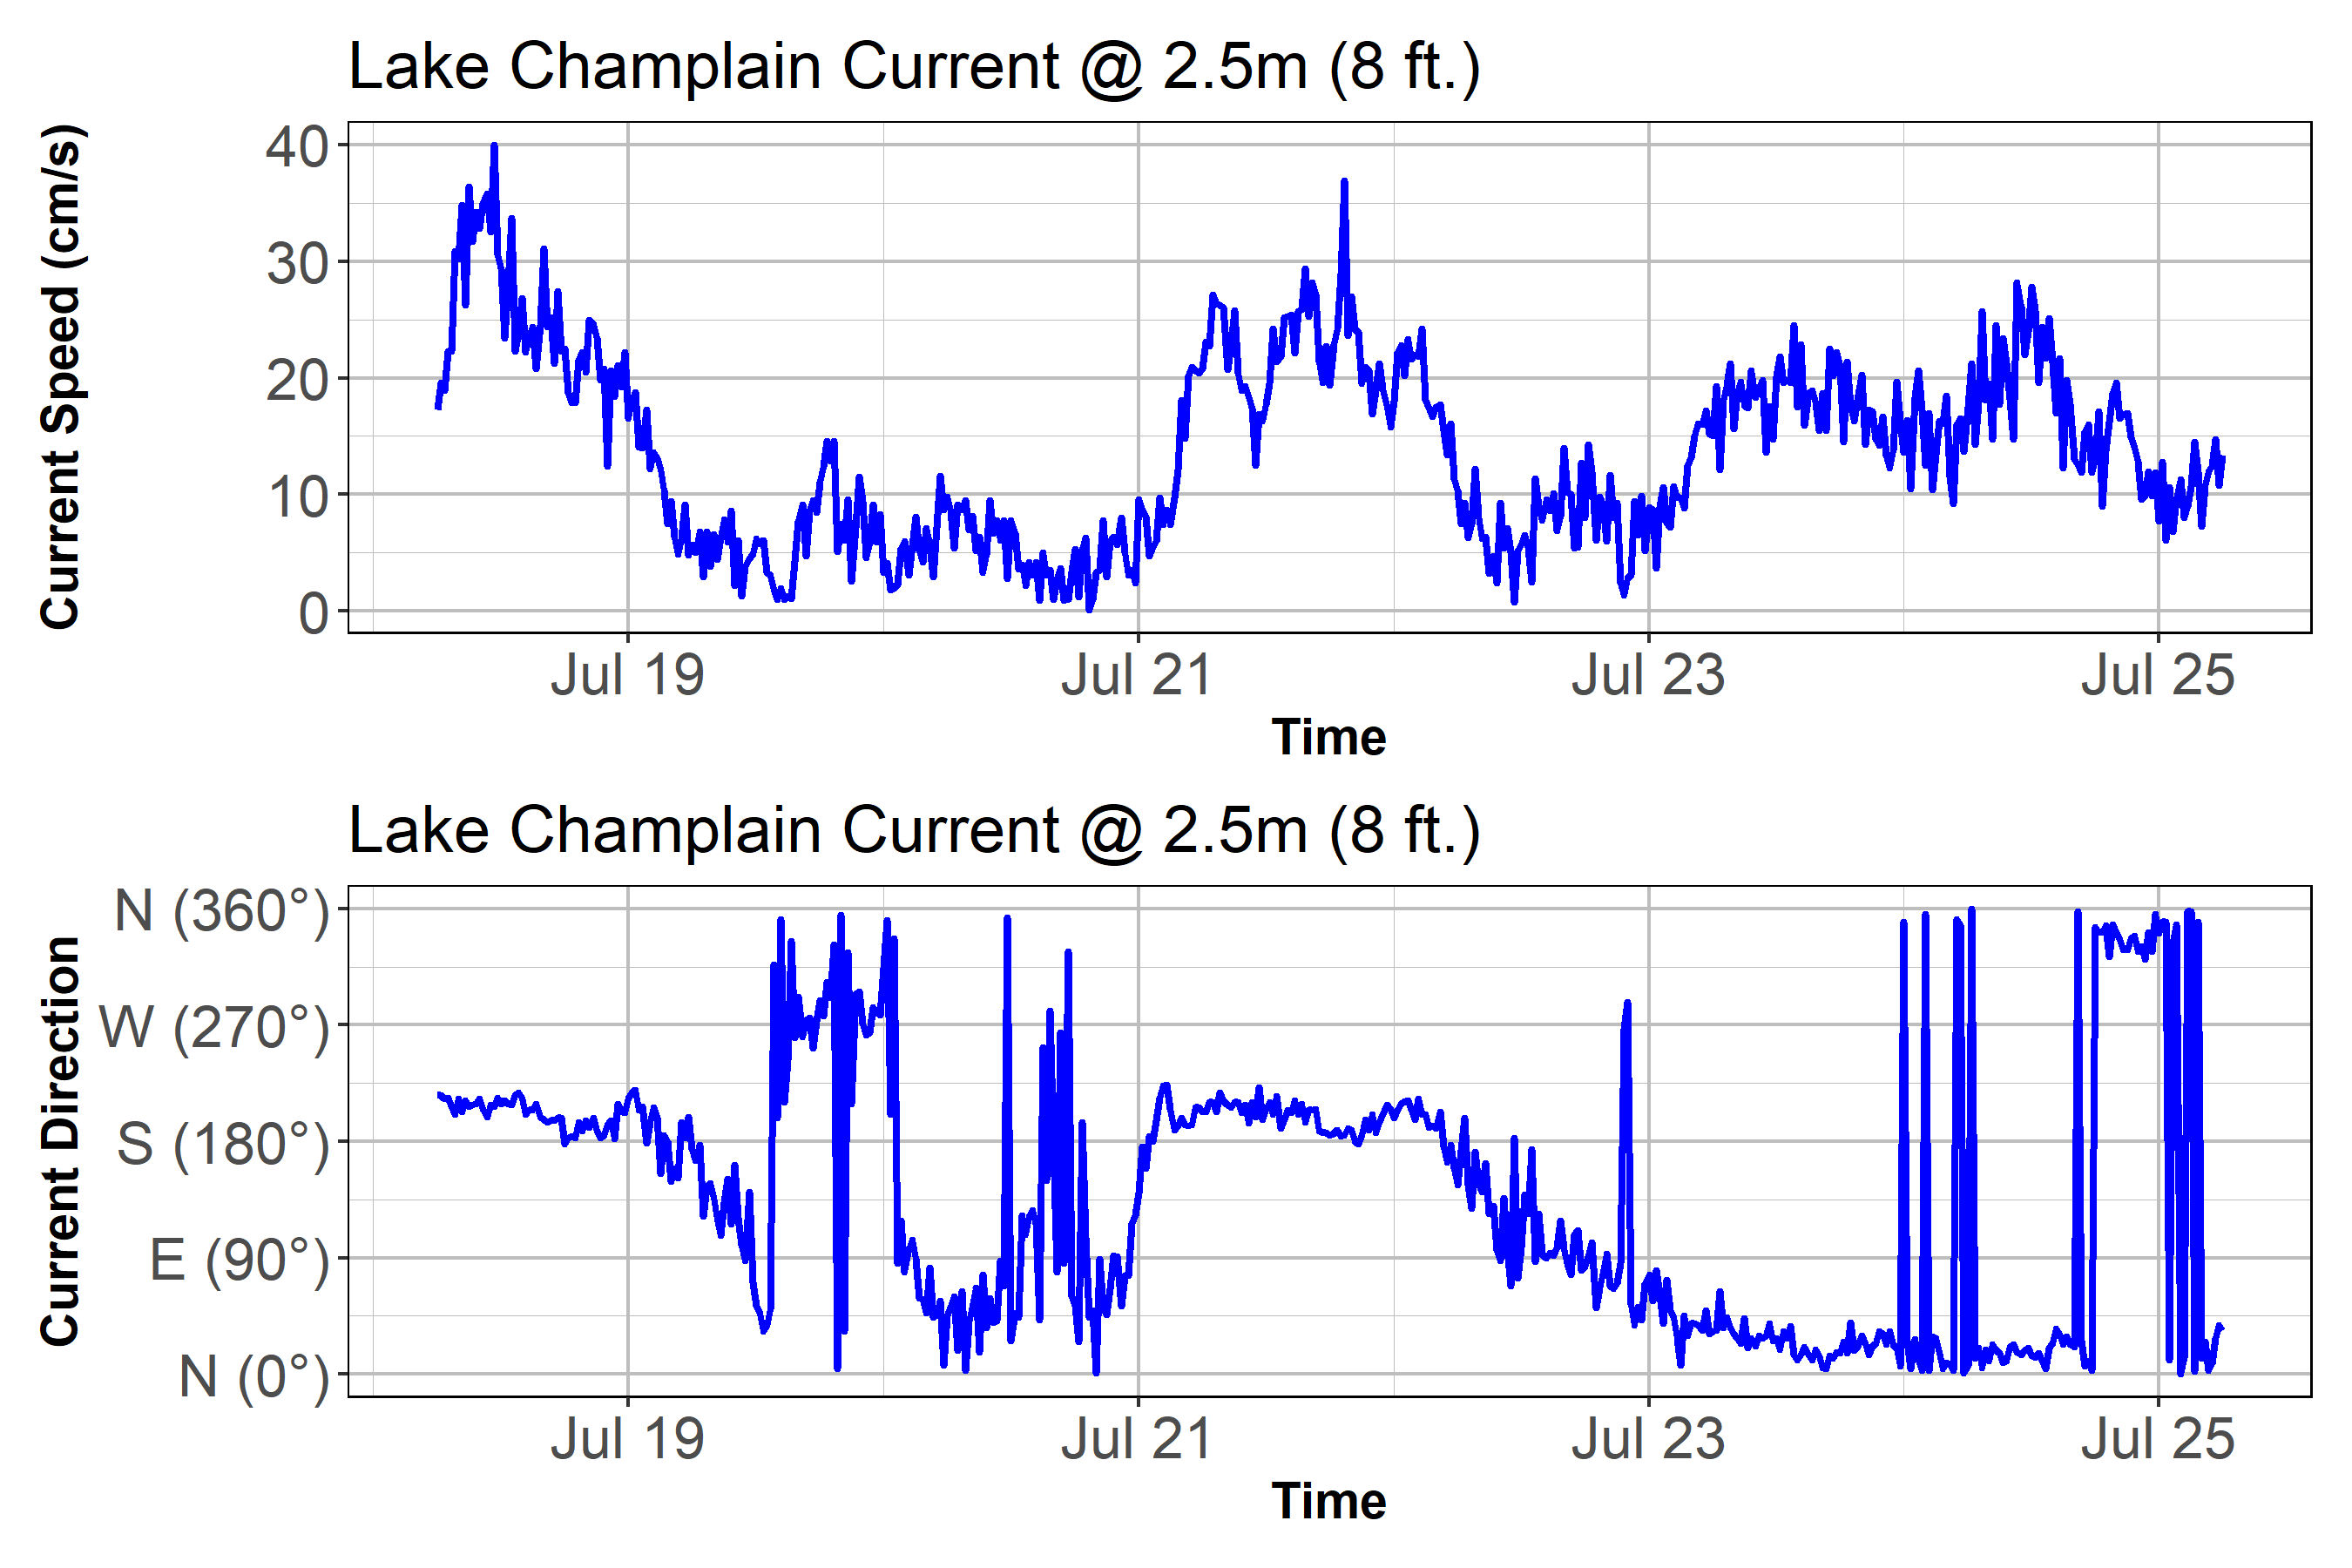 Lake Champlain Current @ 2.5m (8 ft.)
Current Speed (cm/s)
40
30
20
10
0
Jul 19 Jul 21 Jul 23 Jul 25
Time
Lake Champlain Current @ 2.5m (8 ft.)
Current Direction
N (360°)
W (270°)
S (180°)
E (90°)
N (0°)
Jul 19 Jul 21 Jul 23 Jul 25
Time